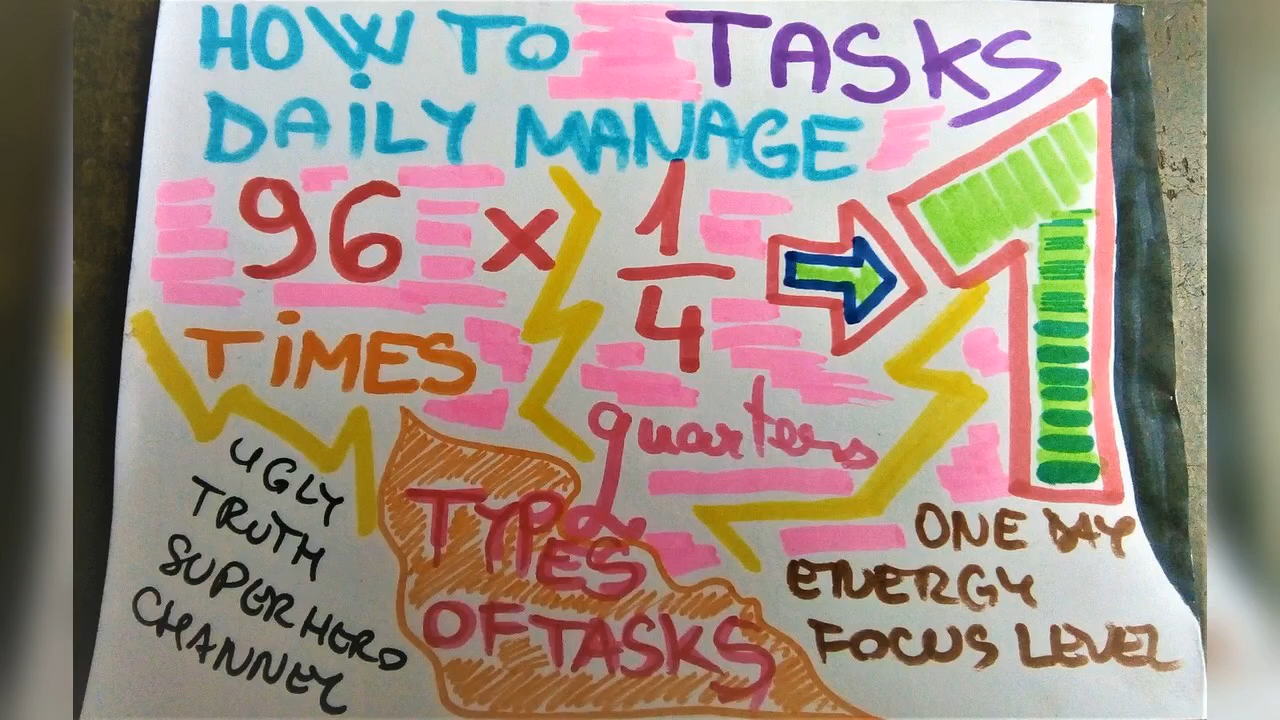 HOW TO TASKS
DAiLY MANAGE
96 x 1/4 1
TiMES
quarters
UGLY
TRUTH
SUPERHERO
CHANNEL
TYPES
OF TASKS
ONE DAY
ENERGY
FOCUS LEVEL